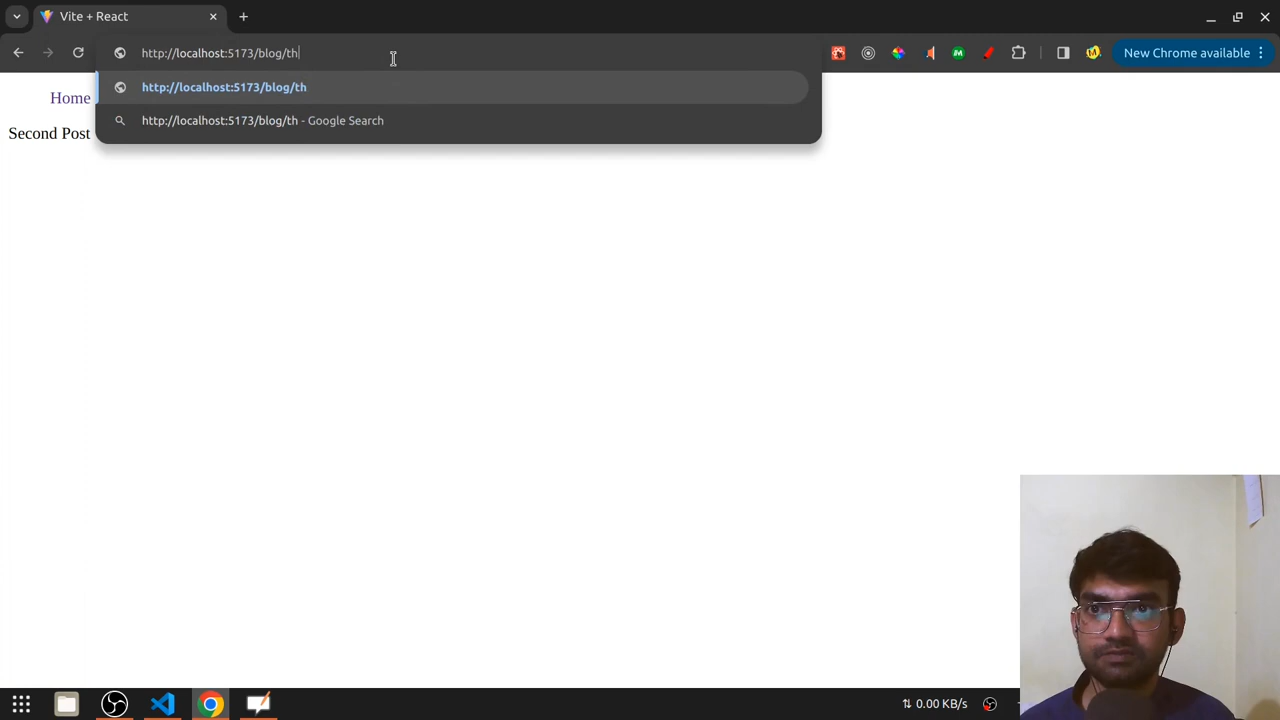 Vite + React
http://localhost:5173/blog/th
New Chrome available
http://localhost:5173/blog/th
http://localhost:5173/blog/th - Google Search
Home
Second Post
0.00 KB/s